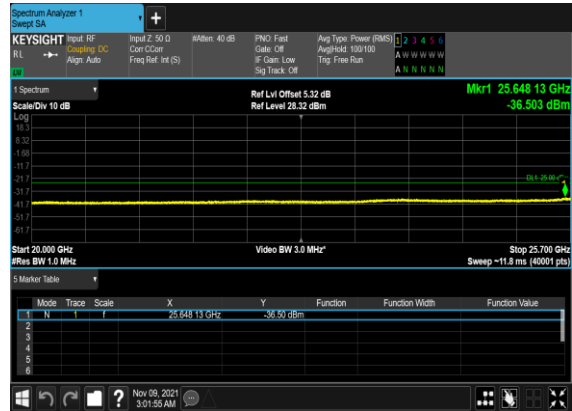 Spectrum Analyzer 1
Swept SA
KEYSIGHT Input: RF Input Z: 50 Ω #Atten: 40 dB PNO: Fast Avg Type: Power (RMS) 1 2 3 4 5 6
RL Coupling: DC Corr CCorr Gate: Off Avg|Hold: 100/100 A W W W W W
Align: Auto Freq Ref: Int (S) IF Gain: Low Trig: Free Run
Sig Track: Off A N N N N N
1 Spectrum Ref Lvl Offset 5.32 dB Mkr1 25.648 13 GHz
Scale/Div 10 dB Ref Level 28.32 dBm -36.503 dBm
Log
18.3
8.32
-1.68
-11.7
-21.7
DL1 -25.00
-31.7
-41.7
-51.7
-61.7
Start 20.000 GHz Video BW 3.0 MHz* Stop 25.700 GHz
#Res BW 1.0 MHz Sweep ~11.8 ms (40001 pts)
5 Marker Table
Mode Trace Scale X Y Function Function Width Function Value
1 N 1 f 25.648 13 GHz -36.50 dBm
2
3
4
5
6
? Nov 09, 2021
3:01:55 AM